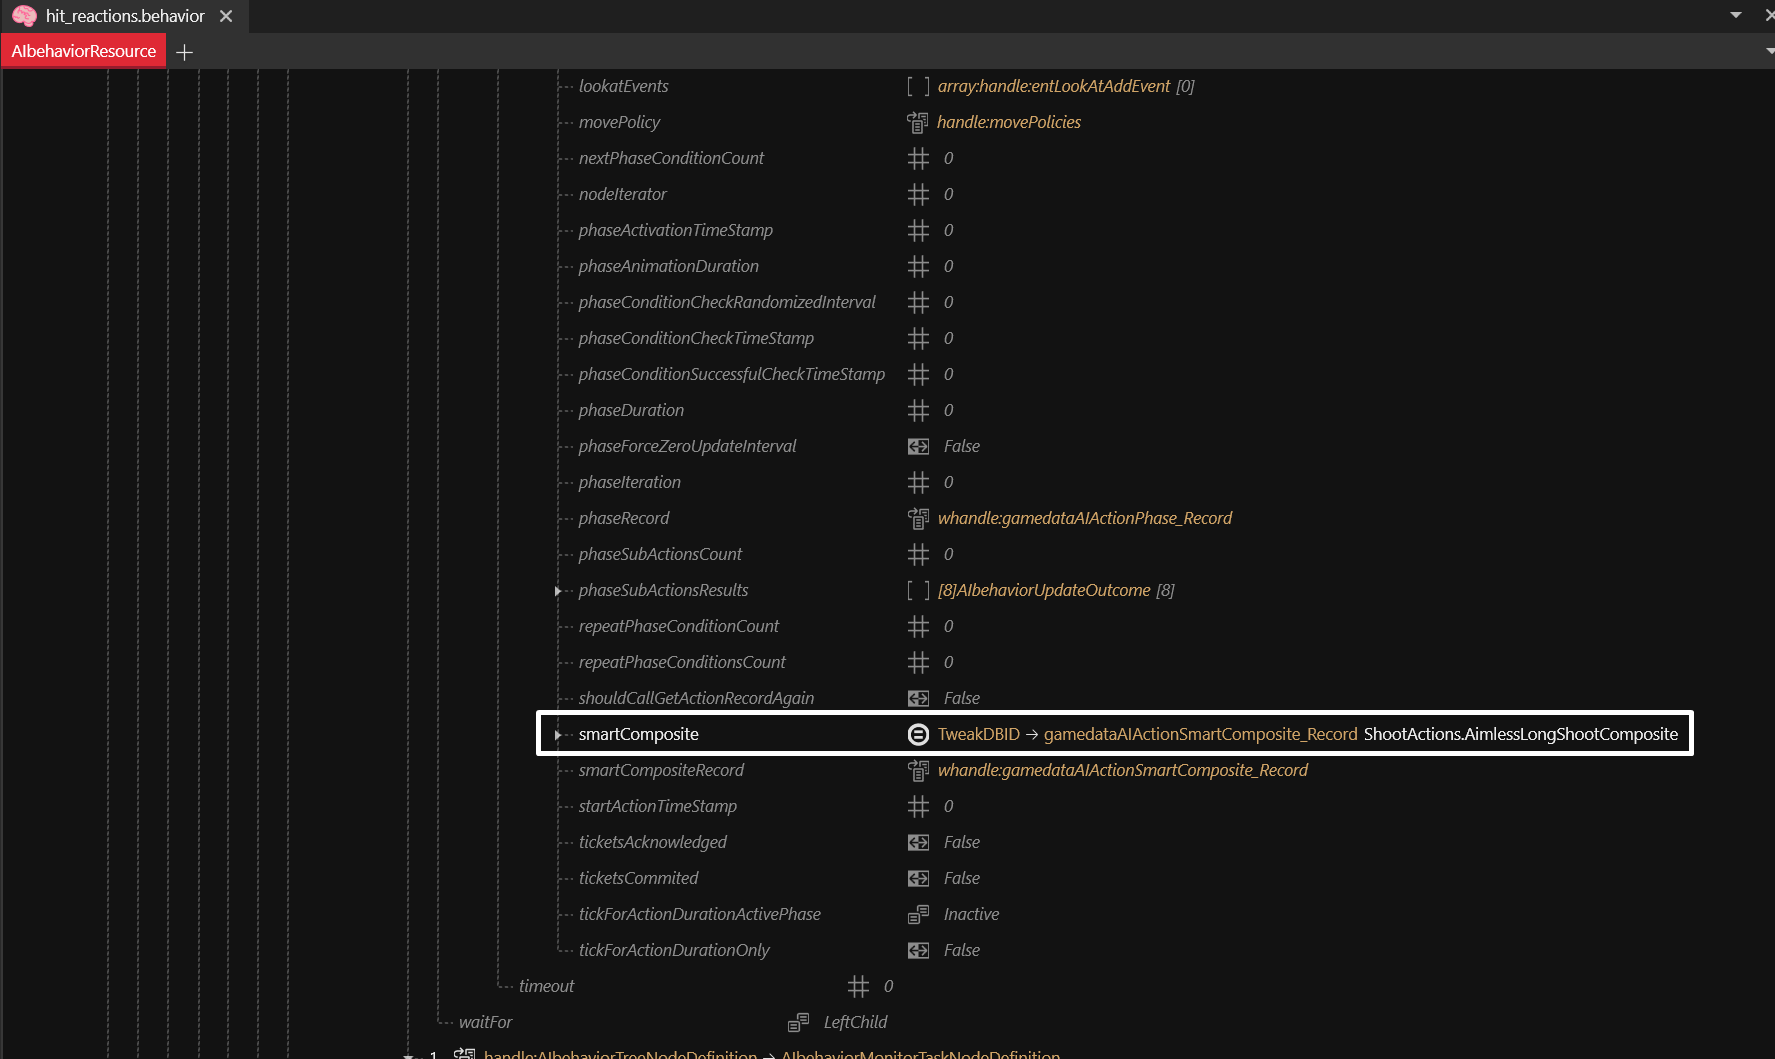 hit_reactions.behavior
AIbehaviorResource
lookatEvents [ ] array:handle:entLookAtAddEvent [0]
movePolicy handle:movePolicies
nextPhaseConditionCount 0
nodeIterator 0
phaseActivationTimeStamp 0
phaseAnimationDuration 0
phaseConditionCheckRandomizedInterval 0
phaseConditionCheckTimeStamp 0
phaseConditionSuccessfulCheckTimeStamp 0
phaseDuration 0
phaseForceZeroUpdateInterval False
phaseIteration 0
phaseRecord whandle:gamedataAIActionPhase_Record
phaseSubActionsCount 0
phaseSubActionsResults [ ] [8]AIbehaviorUpdateOutcome [8]
repeatPhaseConditionCount 0
repeatPhaseConditionsCount 0
shouldCallGetActionRecordAgain False
smartComposite TweakDBID → gamedataAIActionSmartComposite_Record ShootActions.AimlessLongShootComposite
smartCompositeRecord whandle:gamedataAIActionSmartComposite_Record
startActionTimeStamp 0
ticketsAcknowledged False
ticketsCommited False
tickForActionDurationActivePhase Inactive
tickForActionDurationOnly False
timeout 0
waitFor LeftChild
1 handle:AIbehaviorTreeNodeDefinition → AIbehaviorMonitorTaskNodeDefinition